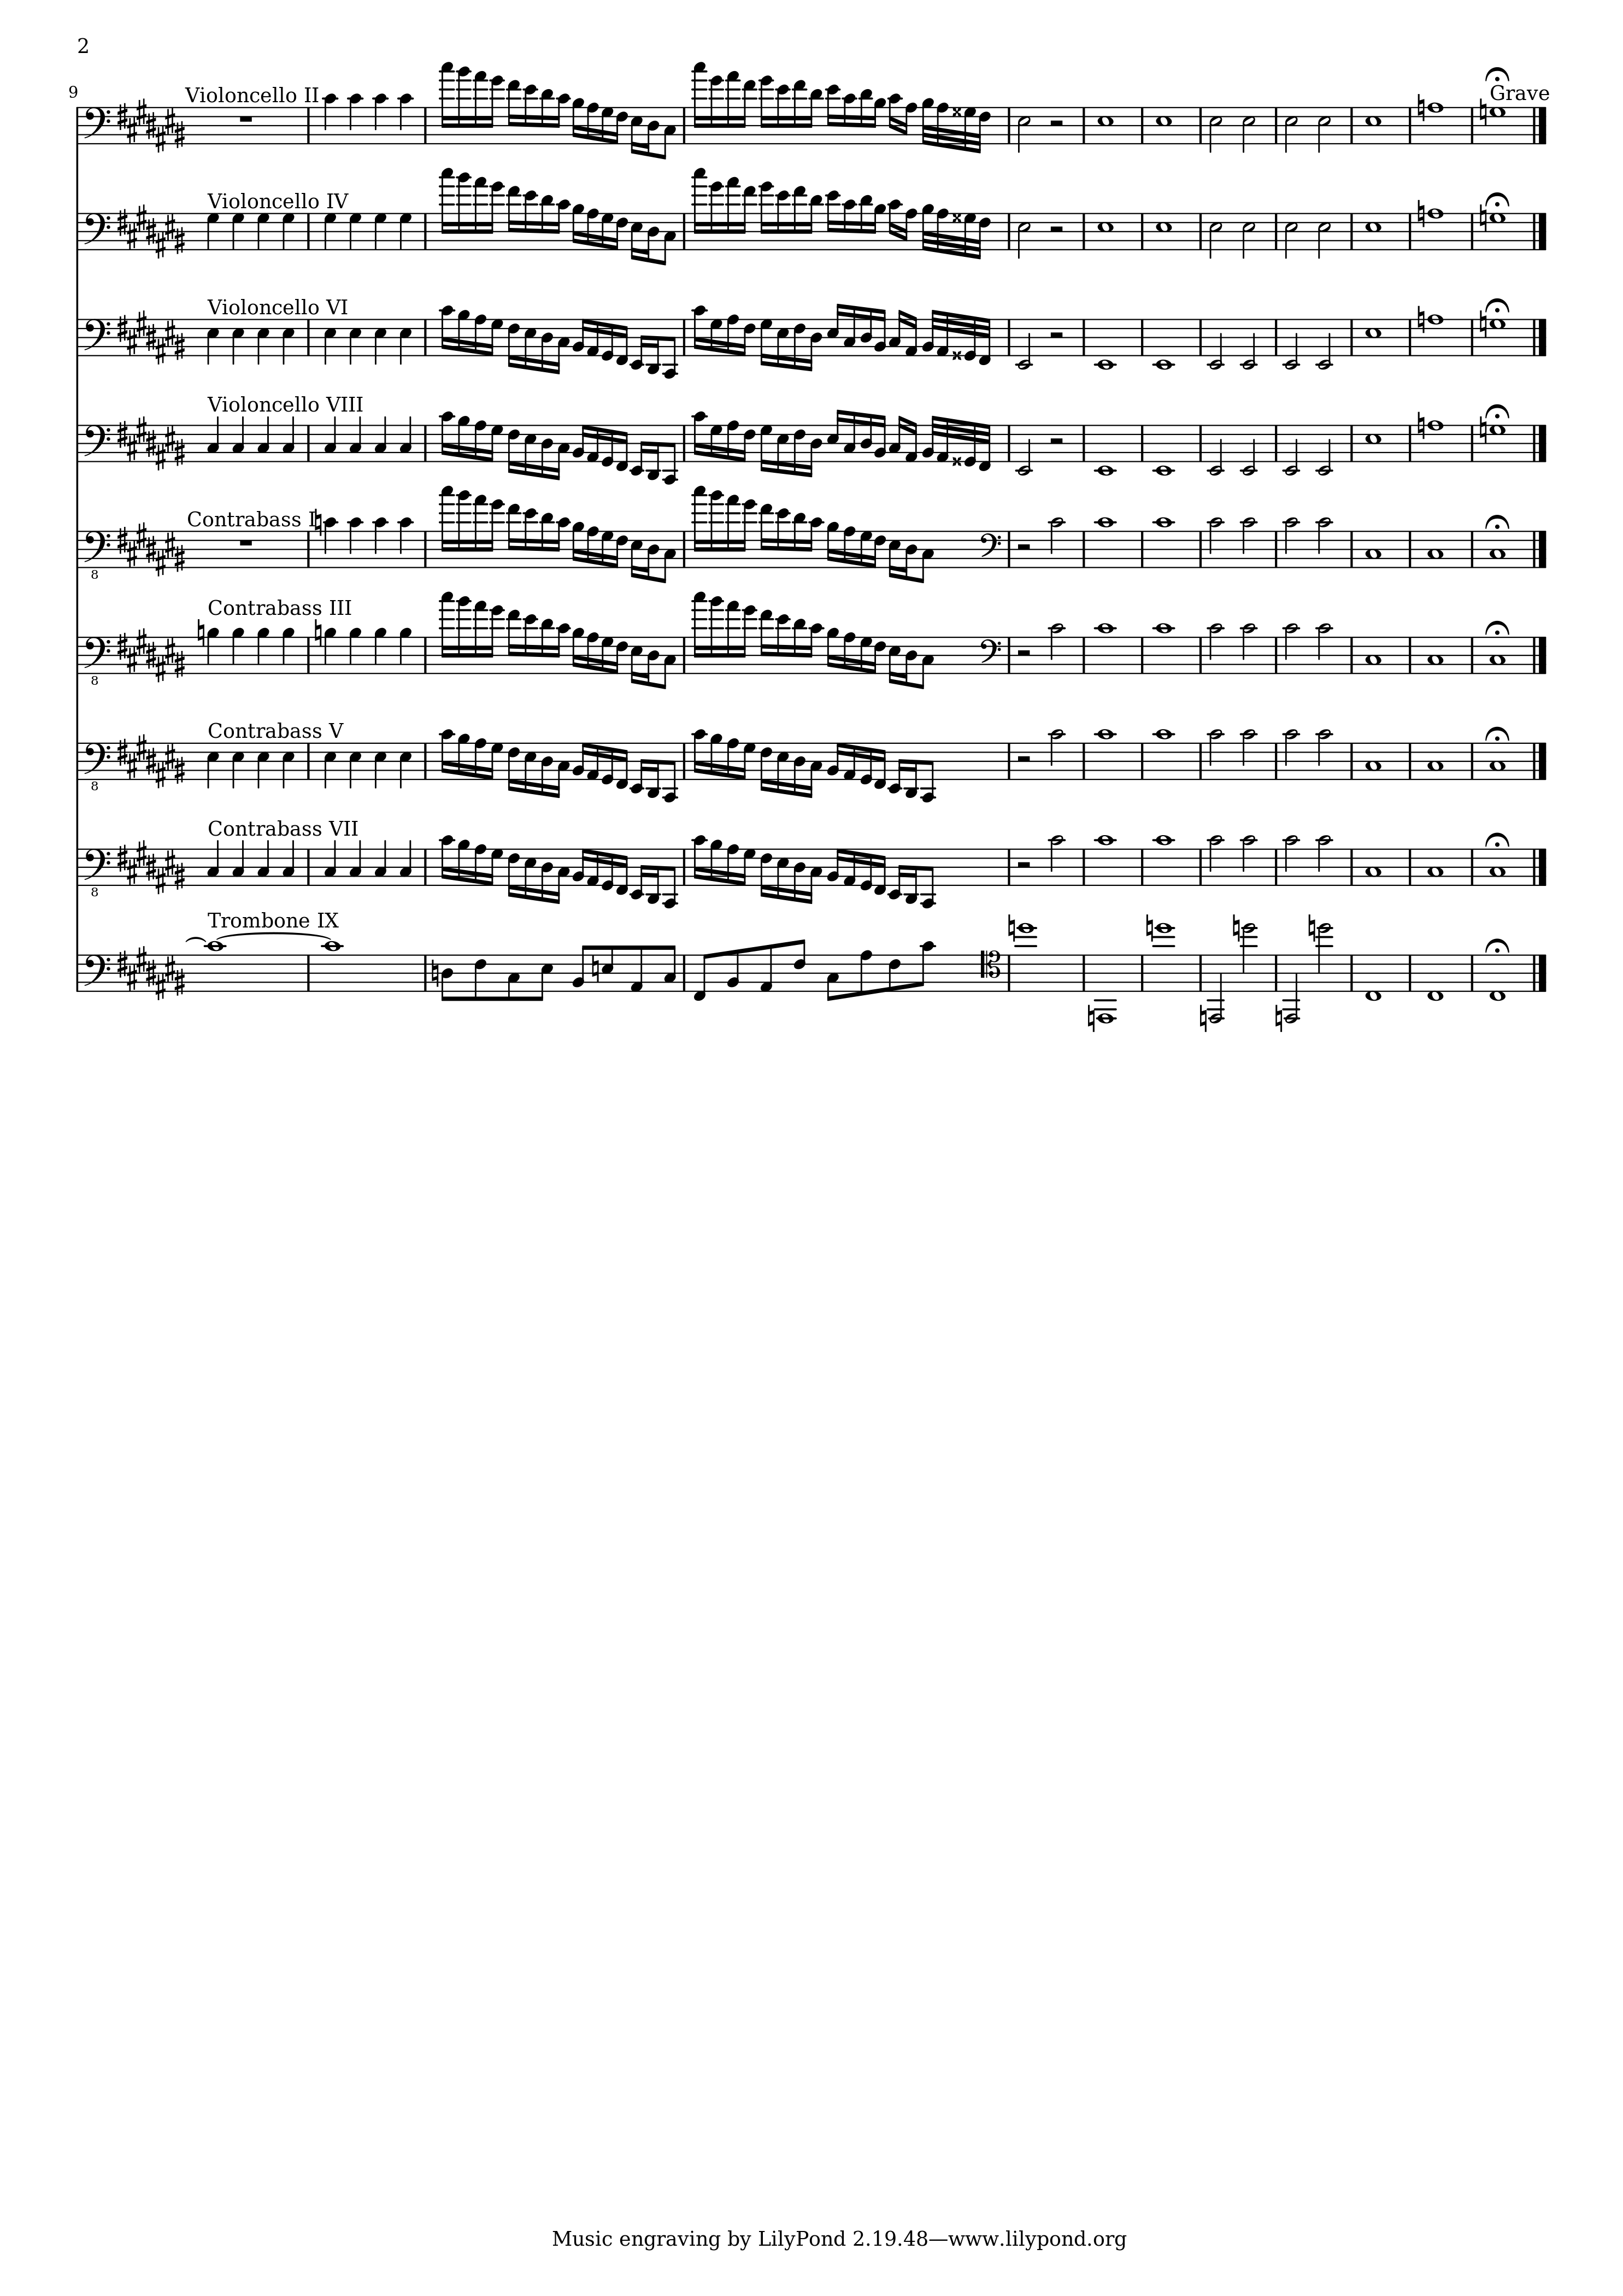 2
9
Violoncello II
Grave
Violoncello IV
Violoncello VI
Violoncello VIII
Contrabass I
8
Contrabass III
8
Contrabass V
8
Contrabass VII
8
Trombone IX
Music engraving by LilyPond 2.19.48—www.lilypond.org